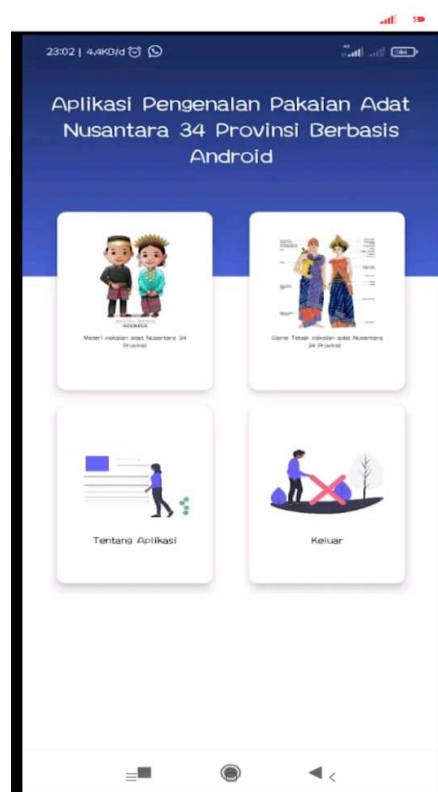 23:02 | 4,4KB/d
Aplikasi Pengenalan Pakaian Adat
Nusantara 34 Provinsi Berbasis
Android
INDONESIA
Materi pakaian adat Nusantara 34
Provinsi
Game Tebak pakaian adat Nusantara
34 Provinsi
Tentang Aplikasi
Keluar